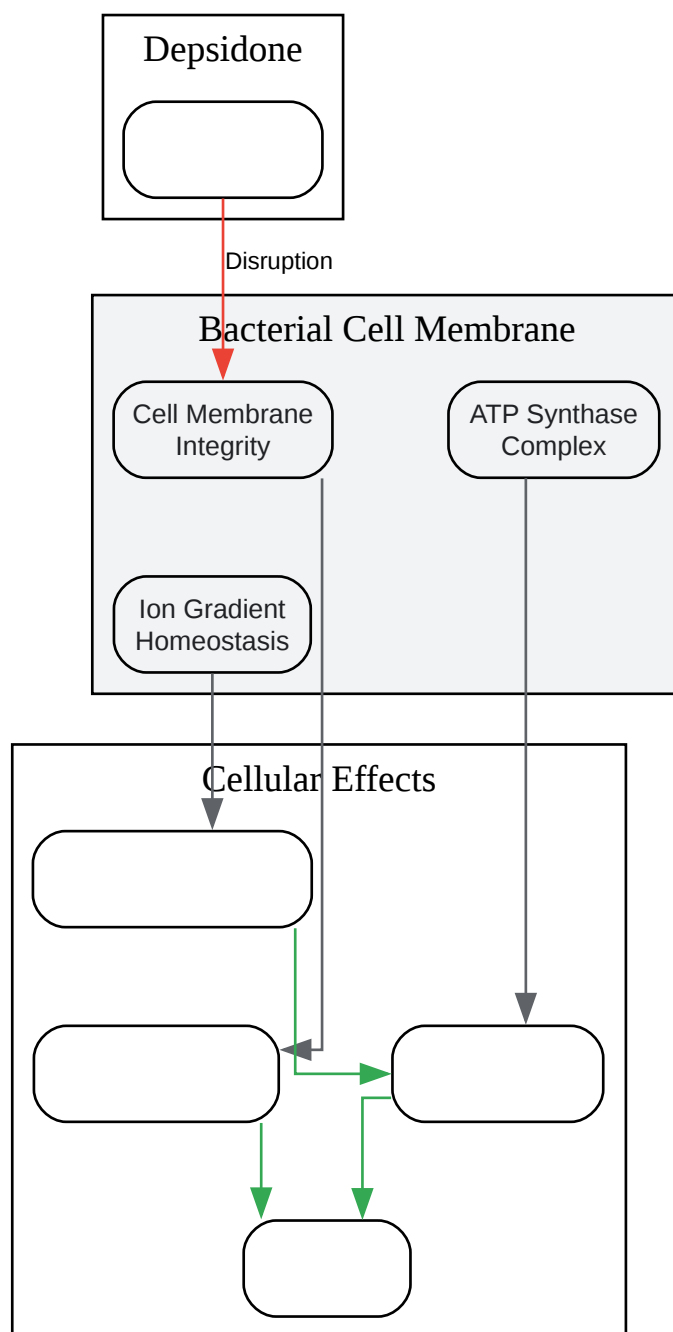 Depsidone
Disruption
Bacterial Cell Membrane
Cell Membrane
Integrity
ATP Synthase
Complex
Ion Gradient
Homeostasis
Cellular Effects